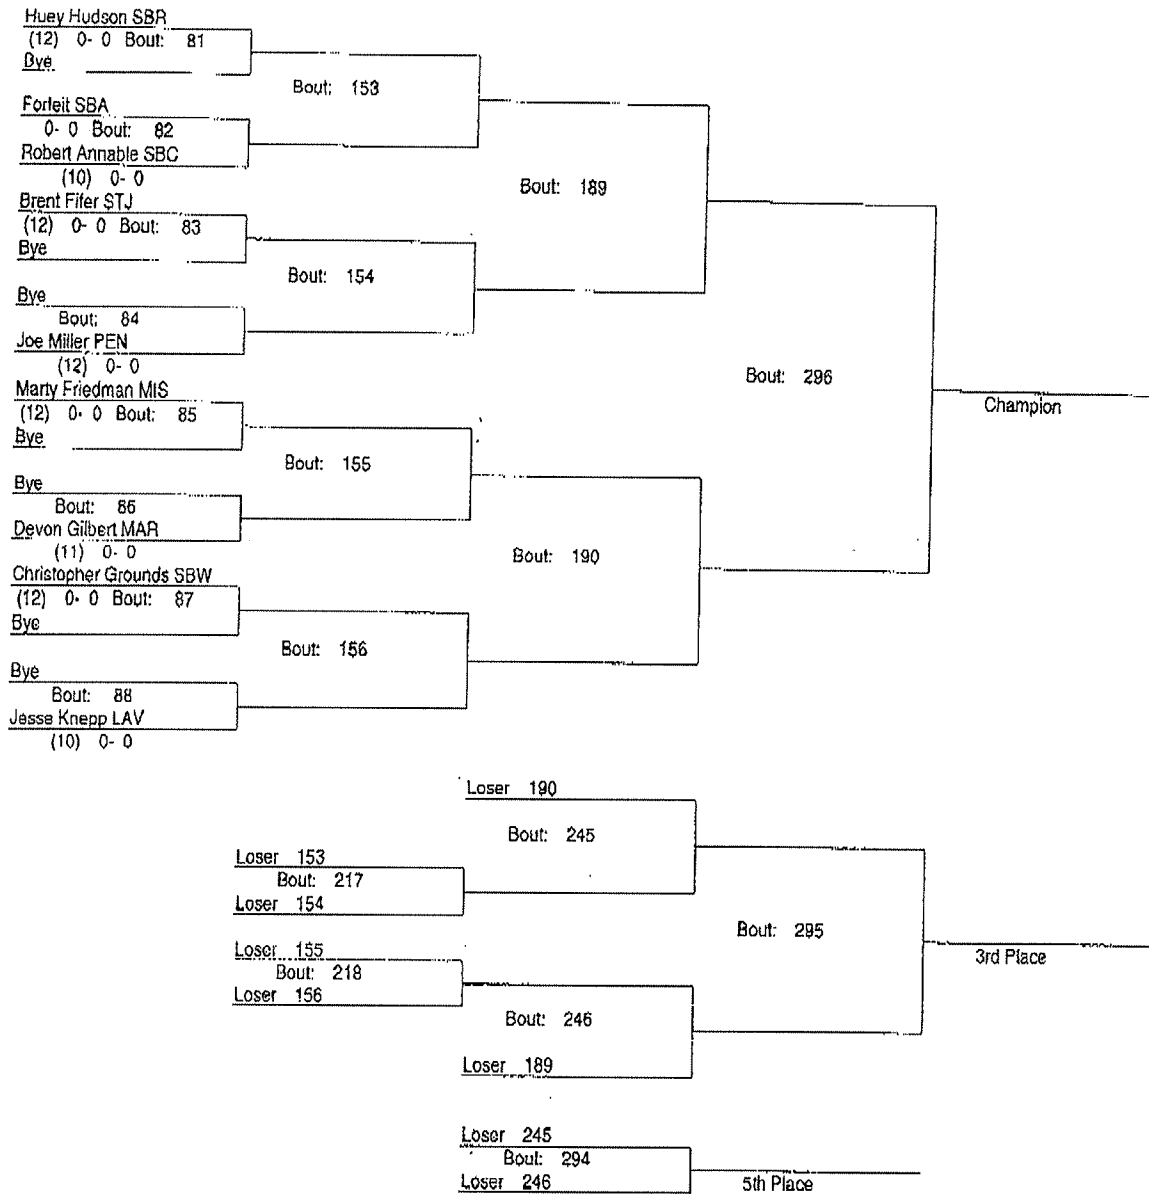 Huey Hudson SBR
(12) 0- 0 Bout: 81
Bye
Bout: 153
Forfeit SBA
0- 0 Bout: 82
Robert Annable SBC
(10) 0- 0
Bout: 189
Brent Fifer STJ
(12) 0- 0 Bout: 83
Bye
Bout: 154
Bye
Bout: 84
Joe Miller PEN
(12) 0- 0
Bout: 296
Champion
Marty Friedman MIS
(12) 0- 0 Bout: 85
Bye
Bout: 155
Bye
Bout: 86
Devon Gilbert MAR
(11) 0- 0
Bout: 190
Christopher Grounds SBW
(12) 0- 0 Bout: 87
Bye
Bout: 156
Bye
Bout: 88
Jesse Knepp LAV
(10) 0- 0
Loser 190
Bout: 245
Loser 153
Bout: 217
Loser 154
Bout: 295
3rd Place
Loser 155
Bout: 218
Loser 156
Bout: 246
Loser 189
Loser 245
Bout: 294
Loser 246
5th Place